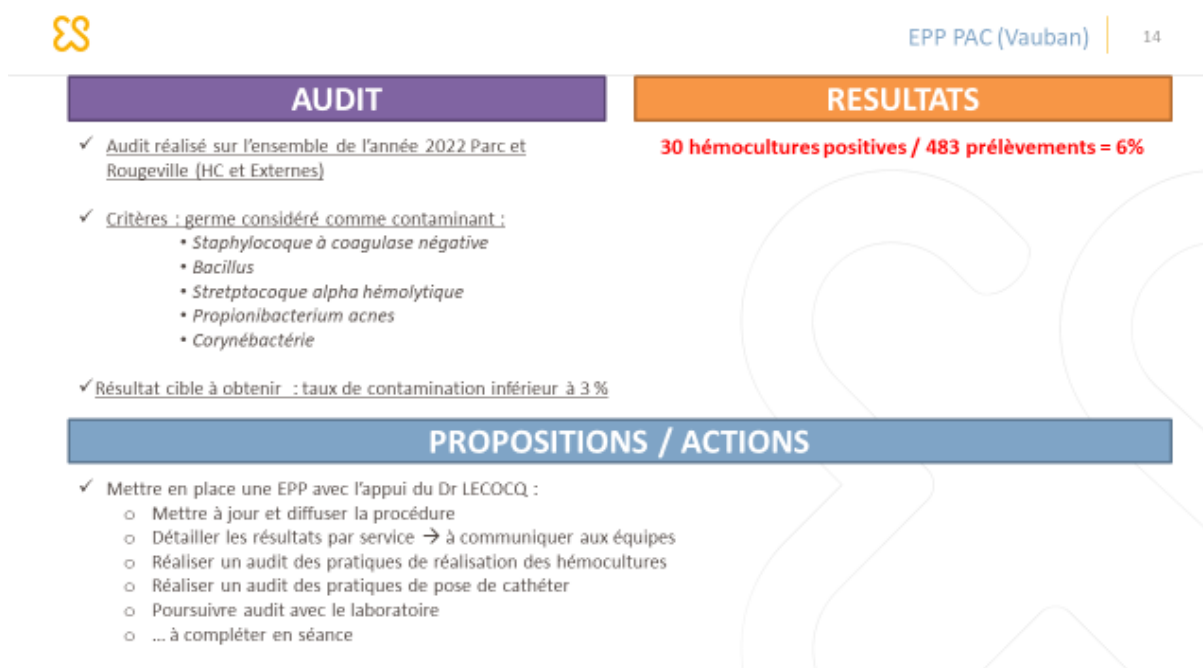 EPP PAC (Vauban)
14
AUDIT
✓ Audit réalisé sur l'ensemble de l'année 2022 Parc et
Rougeville (HC et Externes)
✓ Critères : germe considéré comme contaminant :
• Staphylocoque à coagulase négative
• Bacillus
• Stretptocoque alpha hémolytique
• Propionibacterium acnes
• Corynébactérie
✓ Résultat cible à obtenir : taux de contamination inférieur à 3 %
RESULTATS
30 hémocultures positives / 483 prélèvements = 6%
PROPOSITIONS / ACTIONS
✓ Mettre en place une EPP avec l'appui du Dr LECOCQ :
o Mettre à jour et diffuser la procédure
o Détailler les résultats par service → à communiquer aux équipes
o Réaliser un audit des pratiques de réalisation des hémocultures
o Réaliser un audit des pratiques de pose de cathéter
o Poursuivre audit avec le laboratoire
o ... à compléter en séance